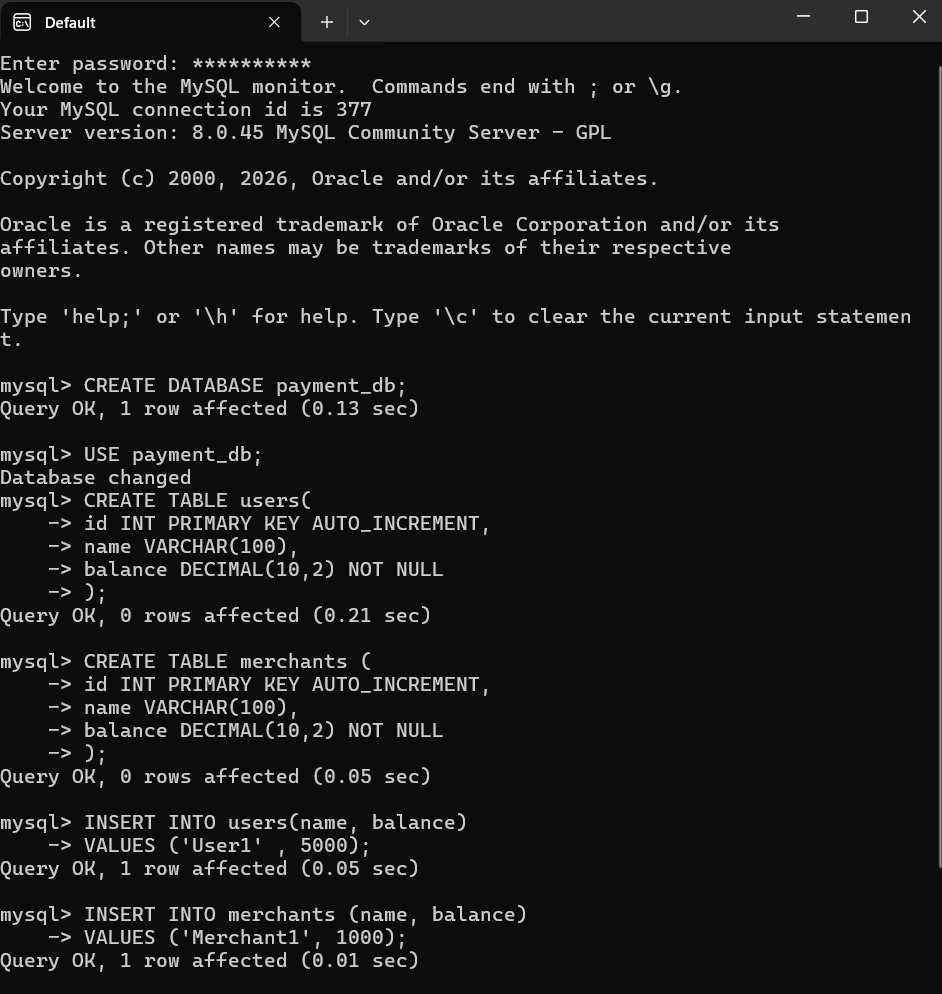 Default
Enter password: **********
Welcome to the MySQL monitor.  Commands end with ; or \g.
Your MySQL connection id is 377
Server version: 8.0.45 MySQL Community Server - GPL
Copyright (c) 2000, 2026, Oracle and/or its affiliates.
Oracle is a registered trademark of Oracle Corporation and/or its
affiliates. Other names may be trademarks of their respective
owners.
Type 'help;' or '\h' for help. Type '\c' to clear the current input statemen
t.
mysql> CREATE DATABASE payment_db;
Query OK, 1 row affected (0.13 sec)
mysql> USE payment_db;
Database changed
mysql> CREATE TABLE users(
    -> id INT PRIMARY KEY AUTO_INCREMENT,
    -> name VARCHAR(100),
    -> balance DECIMAL(10,2) NOT NULL
    -> );
Query OK, 0 rows affected (0.21 sec)
mysql> CREATE TABLE merchants (
    -> id INT PRIMARY KEY AUTO_INCREMENT,
    -> name VARCHAR(100),
    -> balance DECIMAL(10,2) NOT NULL
    -> );
Query OK, 0 rows affected (0.05 sec)
mysql> INSERT INTO users(name, balance)
    -> VALUES ('User1' , 5000);
Query OK, 1 row affected (0.05 sec)
mysql> INSERT INTO merchants (name, balance)
    -> VALUES ('Merchant1', 1000);
Query OK, 1 row affected (0.01 sec)